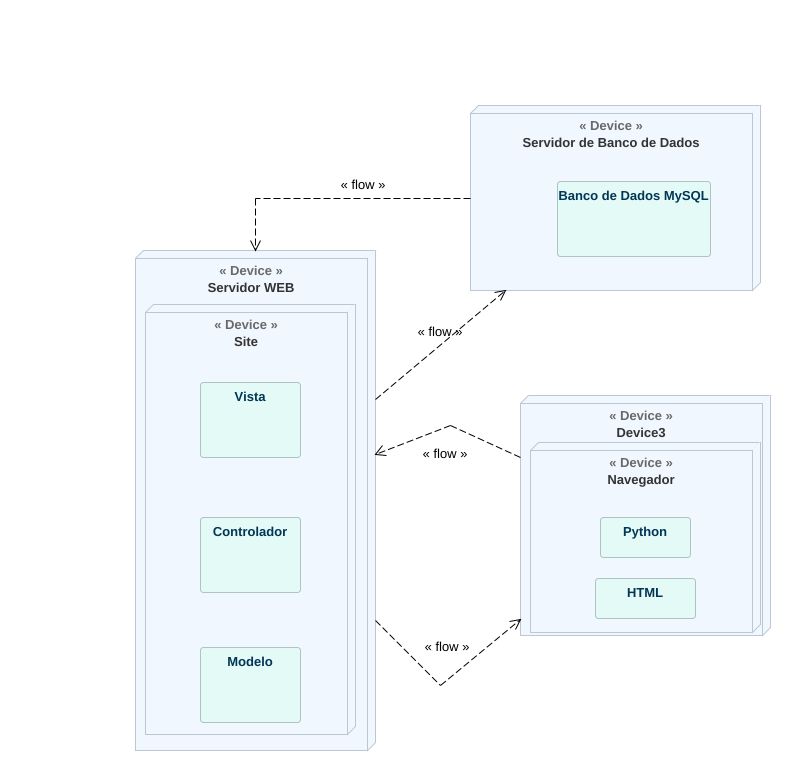 « Device »
Servidor de Banco de Dados
Banco de Dados MySQL
« flow »
« Device »
Servidor WEB
« Device »
Site
Vista
Controlador
Modelo
« flow »
« flow »
« flow »
« Device »
Device3
« Device »
Navegador
Python
HTML